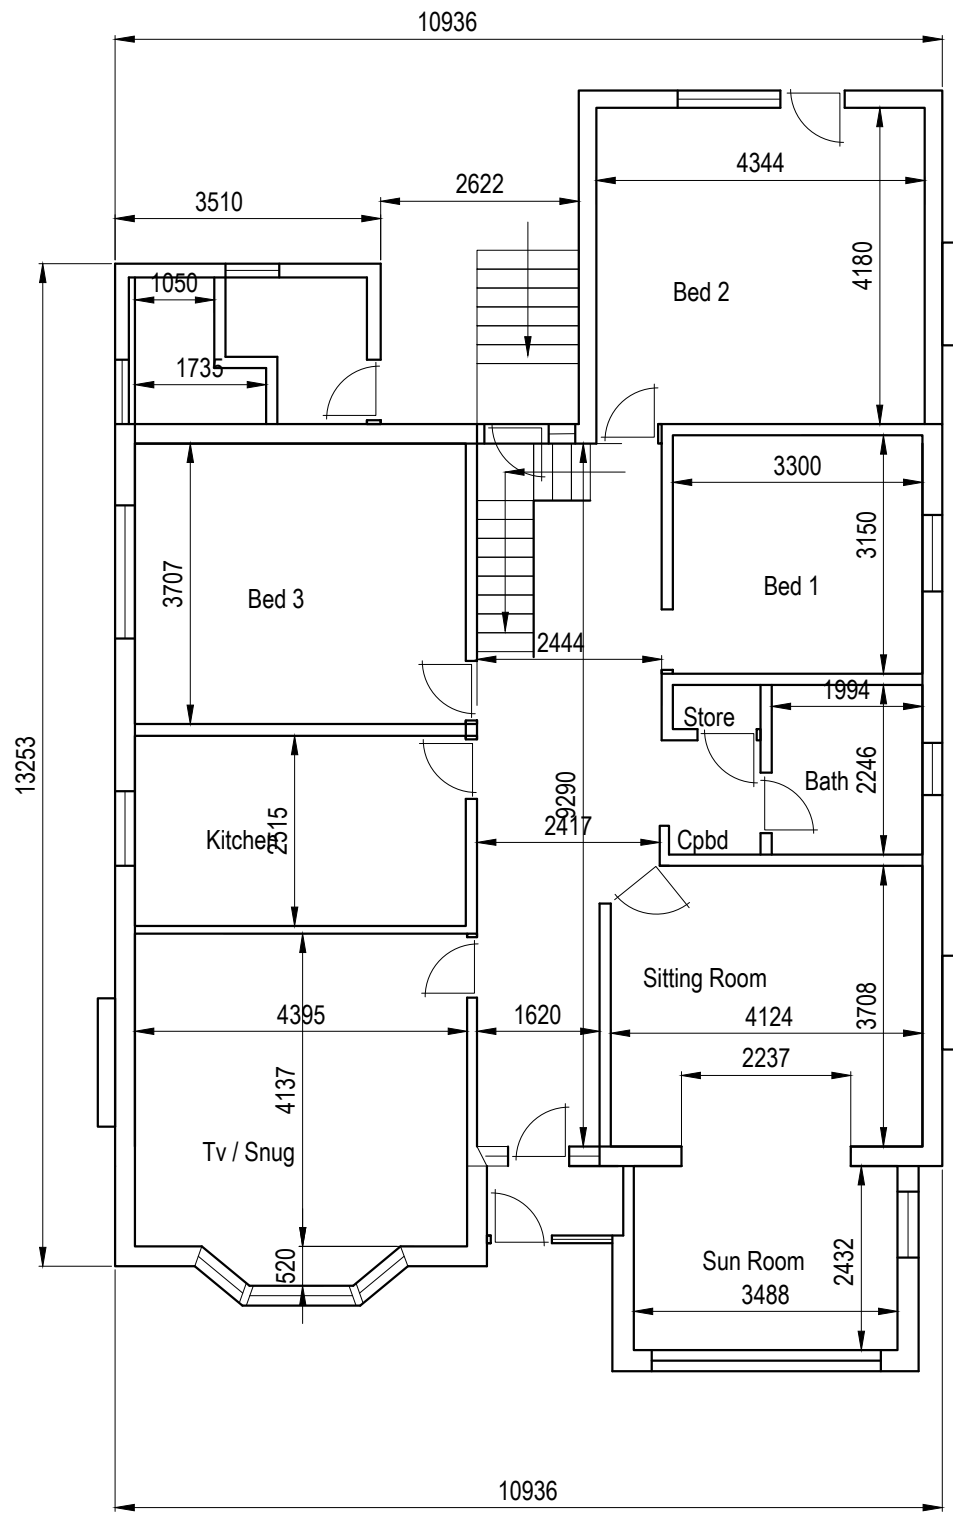 10936
4344
2622
3510
4180
1050
Bed 2
1735
3300
3150
3707
Bed 3
Bed 1
2444
1994
Store
13253
2246
Bath
9290
2515
Kitchen
2417
Cpbd
Sitting Room
4395
1620
4124
3708
2237
4137
Tv / Snug
520
Sun Room
2432
3488
10936